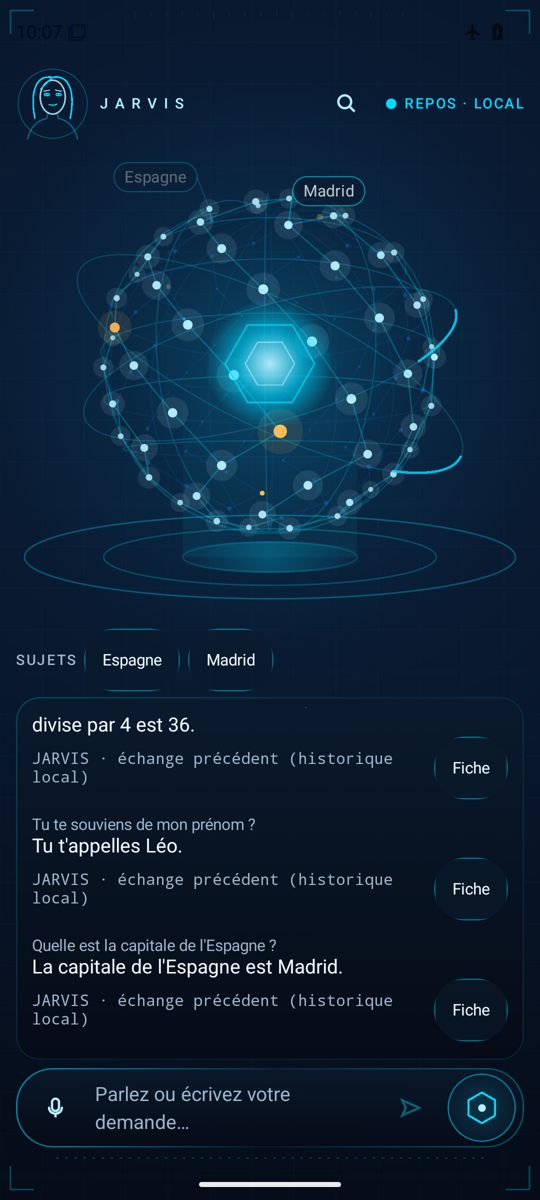 10:07
JARVIS
REPOS · LOCAL
Espagne
Madrid
SUJETS
Espagne
Madrid
divise par 4 est 36.
JARVIS · échange précédent (historique
local)
Fiche
Tu te souviens de mon prénom ?
Tu t'appelles Léo.
JARVIS · échange précédent (historique
local)
Fiche
Quelle est la capitale de l'Espagne ?
La capitale de l'Espagne est Madrid.
JARVIS · échange précédent (historique
local)
Fiche
Parlez ou écrivez votre
demande…